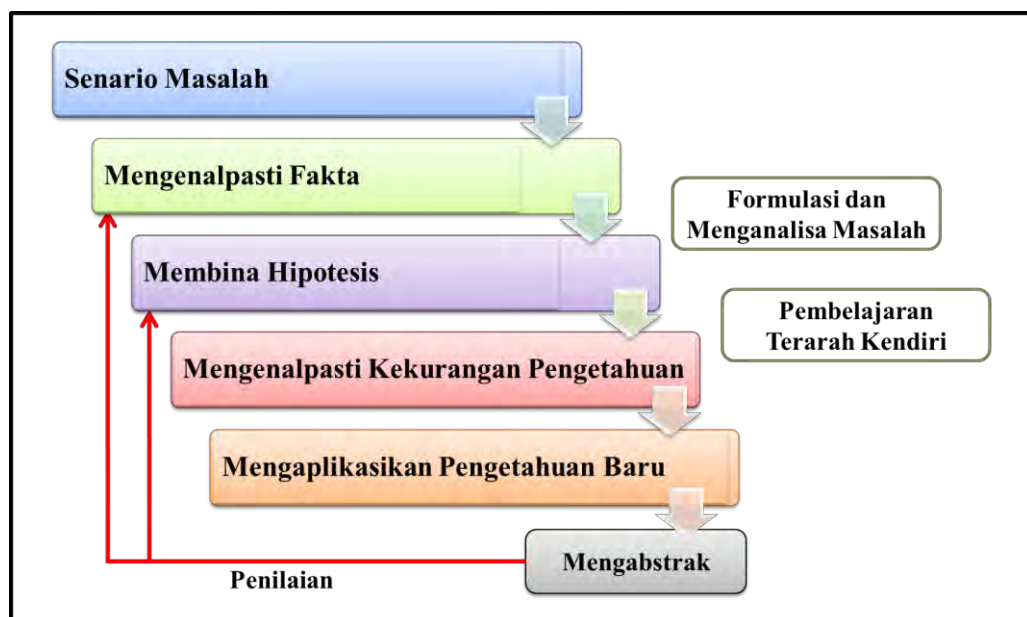 Senario Masalah
Mengenalpasti Fakta
Formulasi dan
Menganalisa Masalah
Membina Hipotesis
Pembelajaran
Terarah Kendiri
Mengenalpasti Kekurangan Pengetahuan
Mengaplikasikan Pengetahuan Baru
Mengabstrak
Penilaian